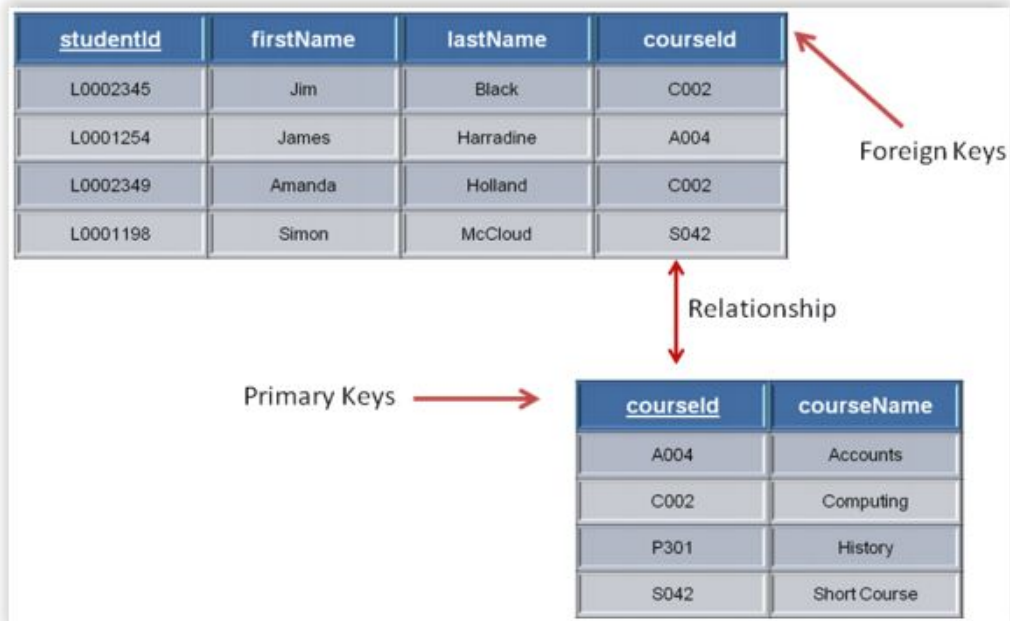 studentId firstName lastName courseId
L0002345 Jim Black C002
L0001254 James Harradine A004
L0002349 Amanda Holland C002
L0001198 Simon McCloud S042
Foreign Keys
Relationship
Primary Keys
courseId courseName
A004 Accounts
C002 Computing
P301 History
S042 Short Course